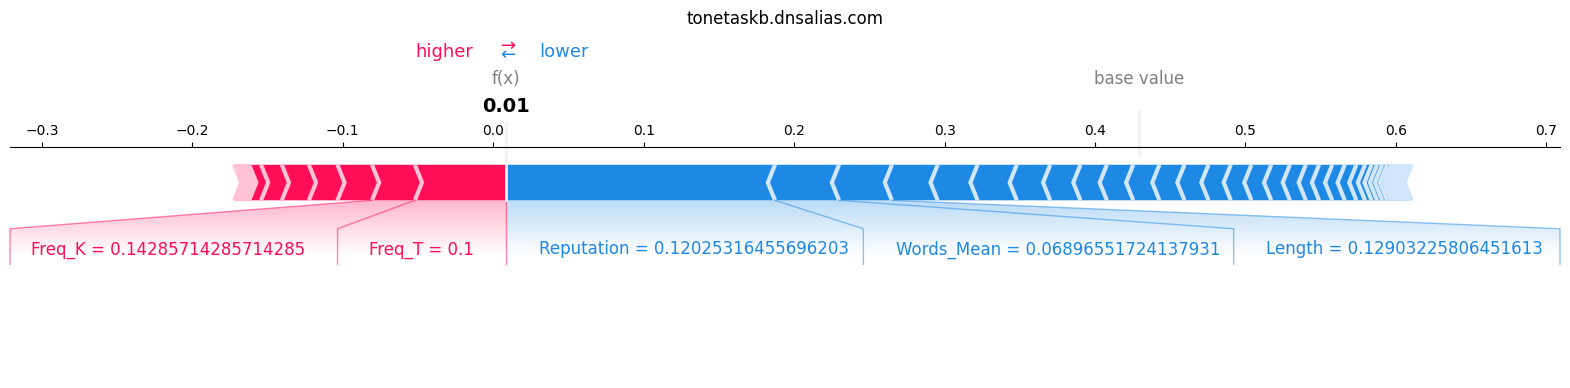 tonetaskb.dnsalias.com
higher ⇄ lower
f(x) base value
0.01
−0.3 −0.2 −0.1 0.0 0.1 0.2 0.3 0.4 0.5 0.6 0.7
Freq_K = 0.14285714285714285 Freq_T = 0.1 Reputation = 0.12025316455696203 Words_Mean = 0.06896551724137931 Length = 0.12903225806451613